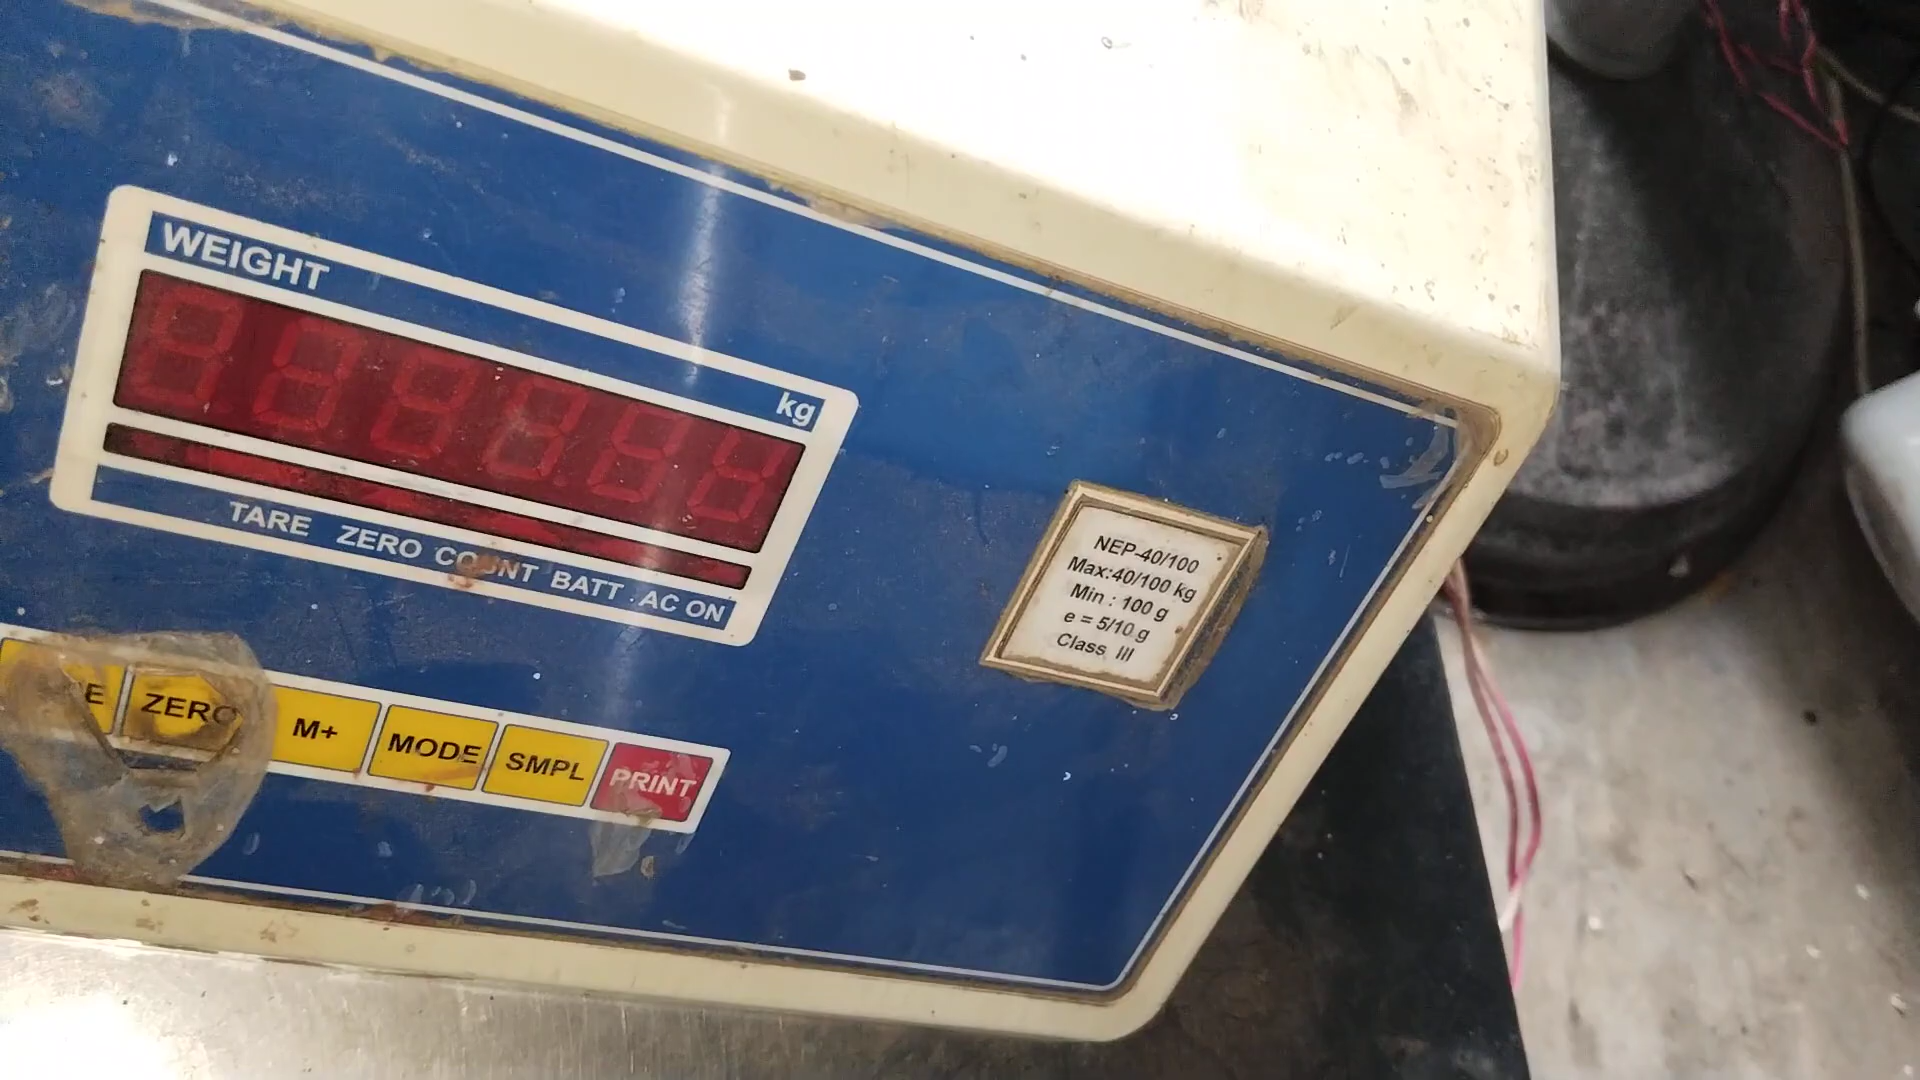 WEIGHT
kg
TARE ZERO COUNT BATT. AC ON
ZERO M+ MODE SMPL PRINT
NEP-40/100
Max:40/100 kg
Min : 100 g
e = 5/10 g
Class III